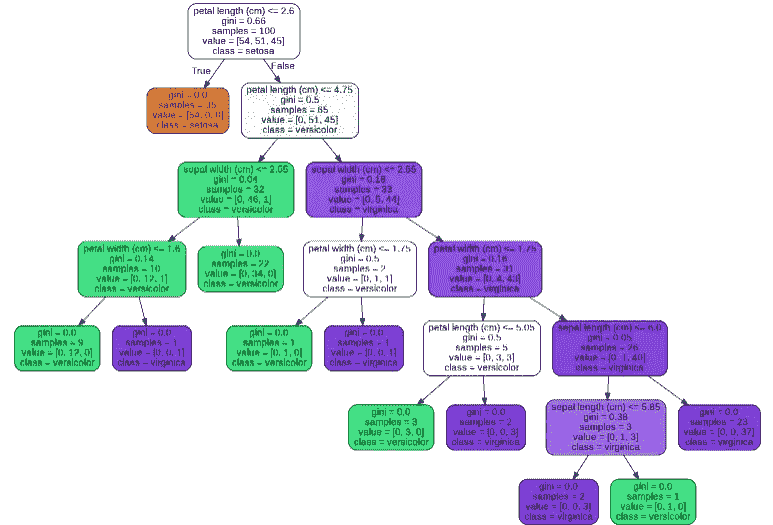 petal length (cm) <= 2.6
gini = 0.66
samples = 100
value = [54, 51, 45]
class = setosa
True
False
gini = 0.0
samples = 35
value = [54, 0, 0]
class = setosa
petal length (cm) <= 4.75
gini = 0.5
samples = 65
value = [0, 51, 45]
class = versicolor
sepal width (cm) <=
gini = 0.04
samples = 32
value = [0, 46, 1]
class = versicolor
sepal width (cm) <=
gini = 0.18
samples = 33
value = [0, 5, 44]
class = virginica
petal width (cm) <= 1.6
gini = 0.14
samples = 10
value = [0, 12, 1]
class = versicolor
gini = 0.0
samples = 22
value = [0, 34, 0]
class = versicolor
petal width (cm) <= 1.75
gini = 0.5
samples = 2
value = [0, 1, 1]
class = versicolor
petal width (cm) <= 1.75
gini = 0.16
samples = 31
value = [0, 4, 43]
class = virginica
gini = 0.0
samples = 9
value = [0, 12, 0]
class = versicolor
gini = 0.0
samples = 1
value = [0, 0, 1]
class = virginica
gini = 0.0
samples = 1
value = [0, 1, 0]
class = versicolor
gini = 0.0
samples = 1
value = [0, 0, 1]
class = virginica
petal length (cm) <= 5.05
gini = 0.5
samples = 5
value = [0, 3, 3]
class = versicolor
sepal length (cm) <= 6.0
gini = 0.05
samples = 26
value = [0, 1, 40]
class = virginica
gini = 0.0
samples = 3
value = [0, 3, 0]
class = versicolor
gini = 0.0
samples = 2
value = [0, 0, 3]
class = virginica
sepal length (cm) <= 5.85
gini = 0.38
samples = 3
value = [0, 1, 3]
class = virginica
gini = 0.0
samples = 23
value = [0, 0, 37]
class = virginica
gini = 0.0
samples = 2
value = [0, 0, 3]
class = virginica
gini = 0.0
samples = 1
value = [0, 1, 0]
class = versicolor